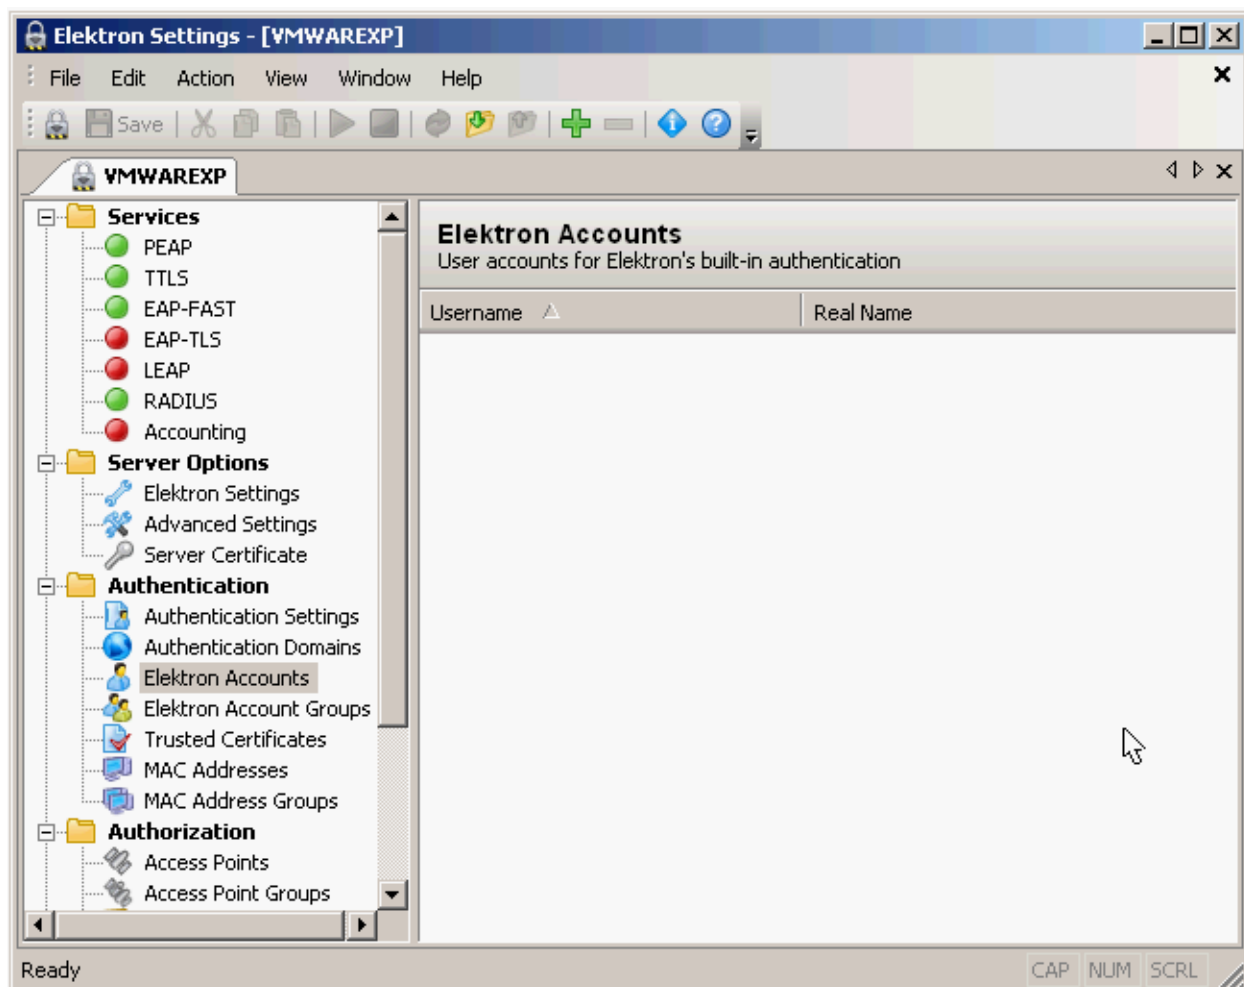 Elektron Settings - [VMWAREXP]
File Edit Action View Window Help
Save
VMWAREXP
Services
PEAP
TTLS
EAP-FAST
EAP-TLS
LEAP
RADIUS
Accounting
Server Options
Elektron Settings
Advanced Settings
Server Certificate
Authentication
Authentication Settings
Authentication Domains
Elektron Accounts
Elektron Account Groups
Trusted Certificates
MAC Addresses
MAC Address Groups
Authorization
Access Points
Access Point Groups
Elektron Accounts
User accounts for Elektron's built-in authentication
Username Real Name
Ready CAP NUM SCRL